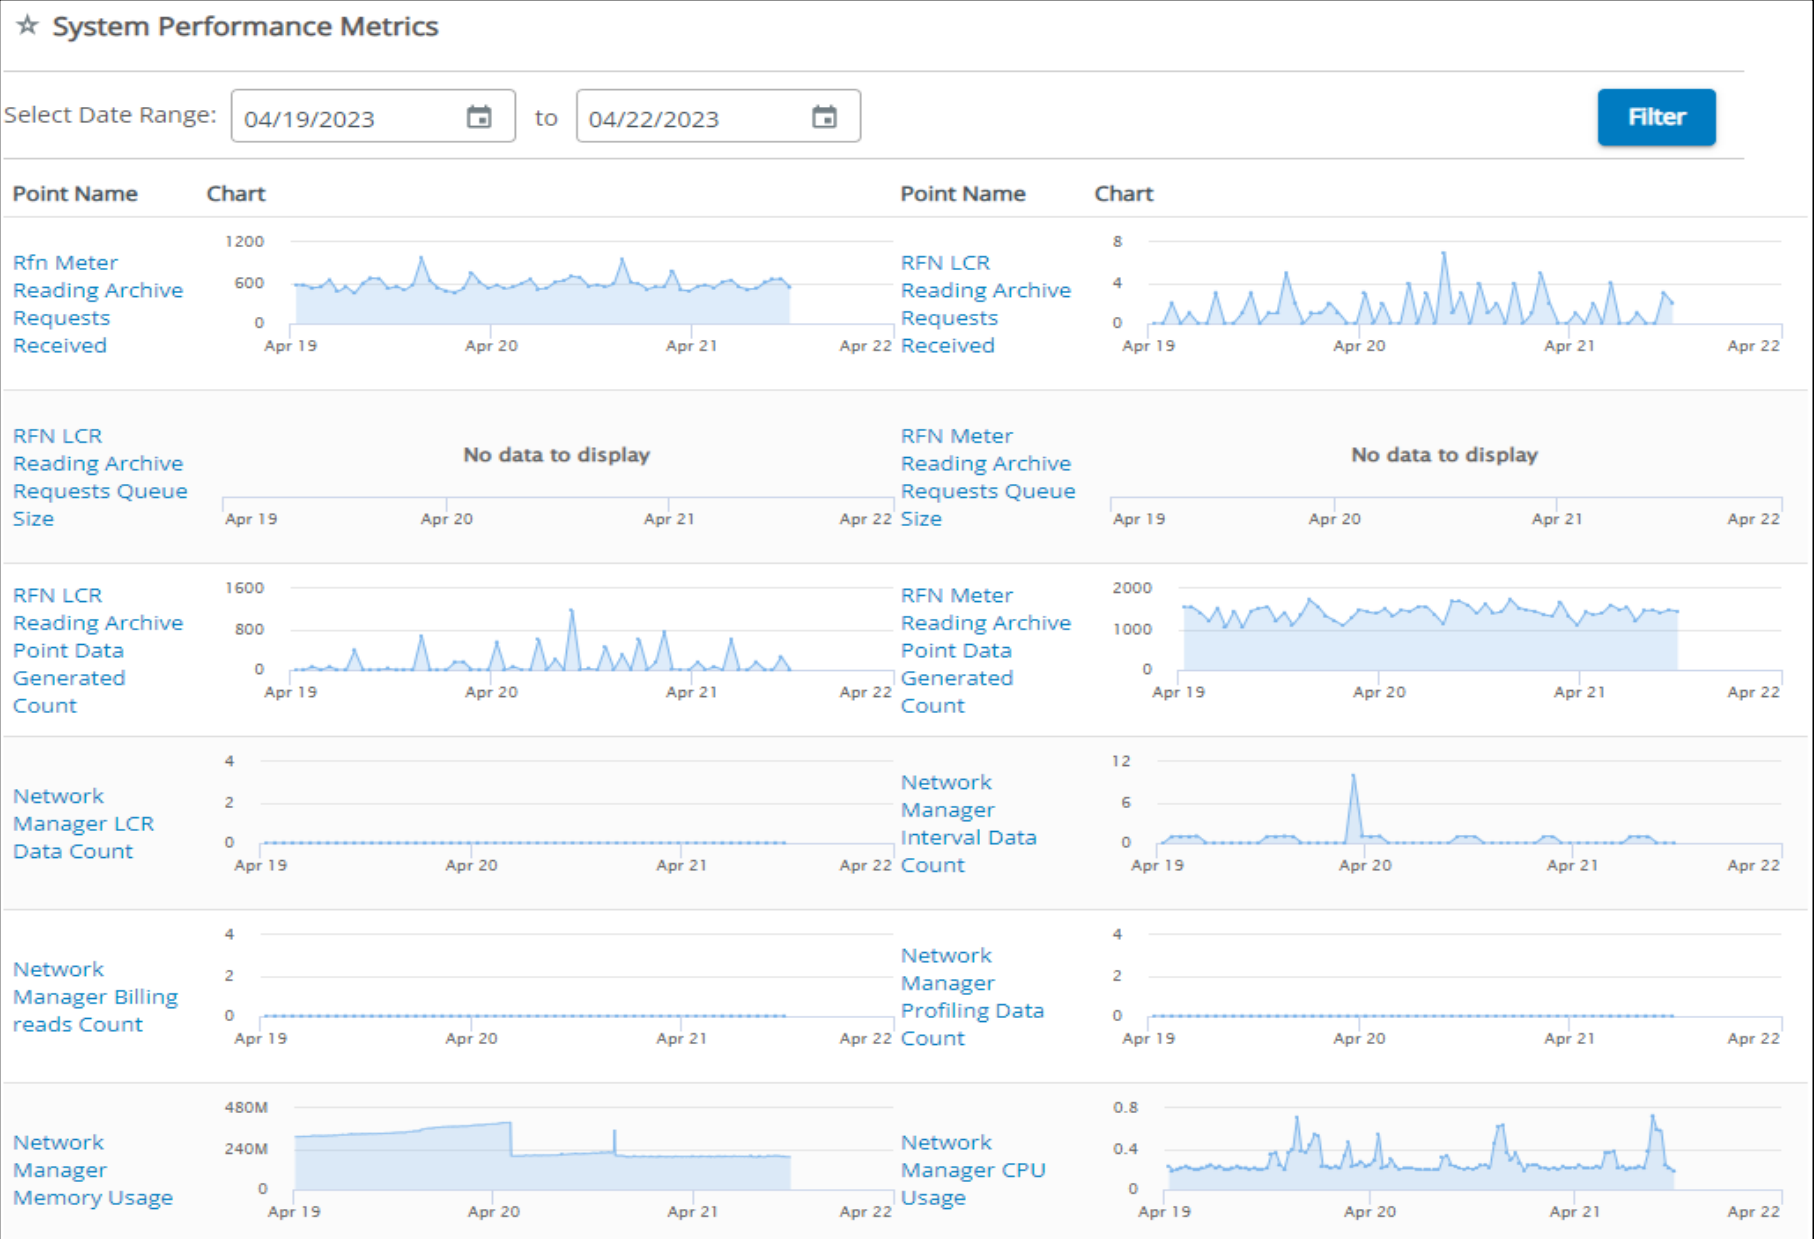 ☆ System Performance Metrics
Select Date Range: 04/19/2023 to 04/22/2023 Filter
Point Name Chart Point Name Chart
Rfn Meter
Reading Archive
Requests
Received
1200
600
0
Apr 19 Apr 20 Apr 21 Apr 22
RFN LCR
Reading Archive
Requests
Received
8
4
0
Apr 19 Apr 20 Apr 21 Apr 22
RFN LCR
Reading Archive
Requests Queue
Size
No data to display
Apr 19 Apr 20 Apr 21 Apr 22
RFN Meter
Reading Archive
Requests Queue
Size
No data to display
Apr 19 Apr 20 Apr 21 Apr 22
RFN LCR
Reading Archive
Point Data
Generated
Count
1600
800
0
Apr 19 Apr 20 Apr 21 Apr 22
RFN Meter
Reading Archive
Point Data
Generated
Count
2000
1000
0
Apr 19 Apr 20 Apr 21 Apr 22
Network
Manager LCR
Data Count
4
2
0
Apr 19 Apr 20 Apr 21 Apr 22
Network
Manager
Interval Data
Count
12
6
0
Apr 19 Apr 20 Apr 21 Apr 22
Network
Manager Billing
reads Count
4
2
0
Apr 19 Apr 20 Apr 21 Apr 22
Network
Manager
Profiling Data
Count
4
2
0
Apr 19 Apr 20 Apr 21 Apr 22
Network
Manager
Memory Usage
480M
240M
0
Apr 19 Apr 20 Apr 21 Apr 22
Network
Manager CPU
Usage
0.8
0.4
0
Apr 19 Apr 20 Apr 21 Apr 22